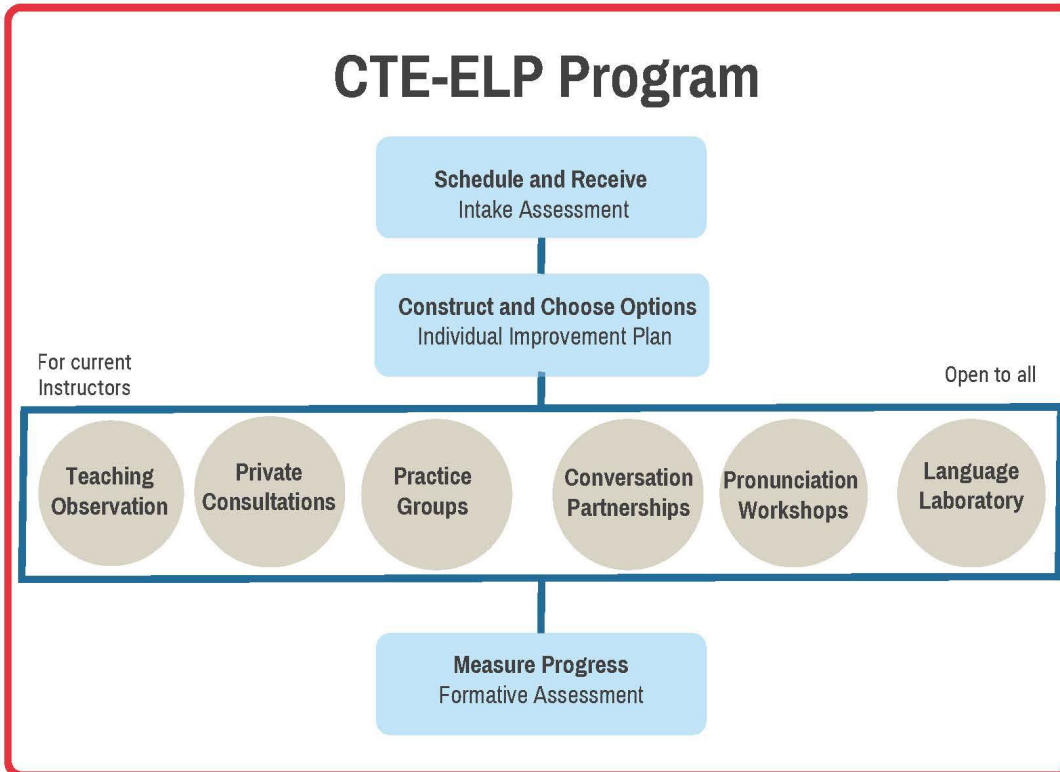 CTE-ELP Program
Schedule and Receive
Intake Assessment
Construct and Choose Options
Individual Improvement Plan
For current
Instructors
Open to all
Teaching
Observation
Private
Consultations
Practice
Groups
Conversation
Partnerships
Pronunciation
Workshops
Language
Laboratory
Measure Progress
Formative Assessment